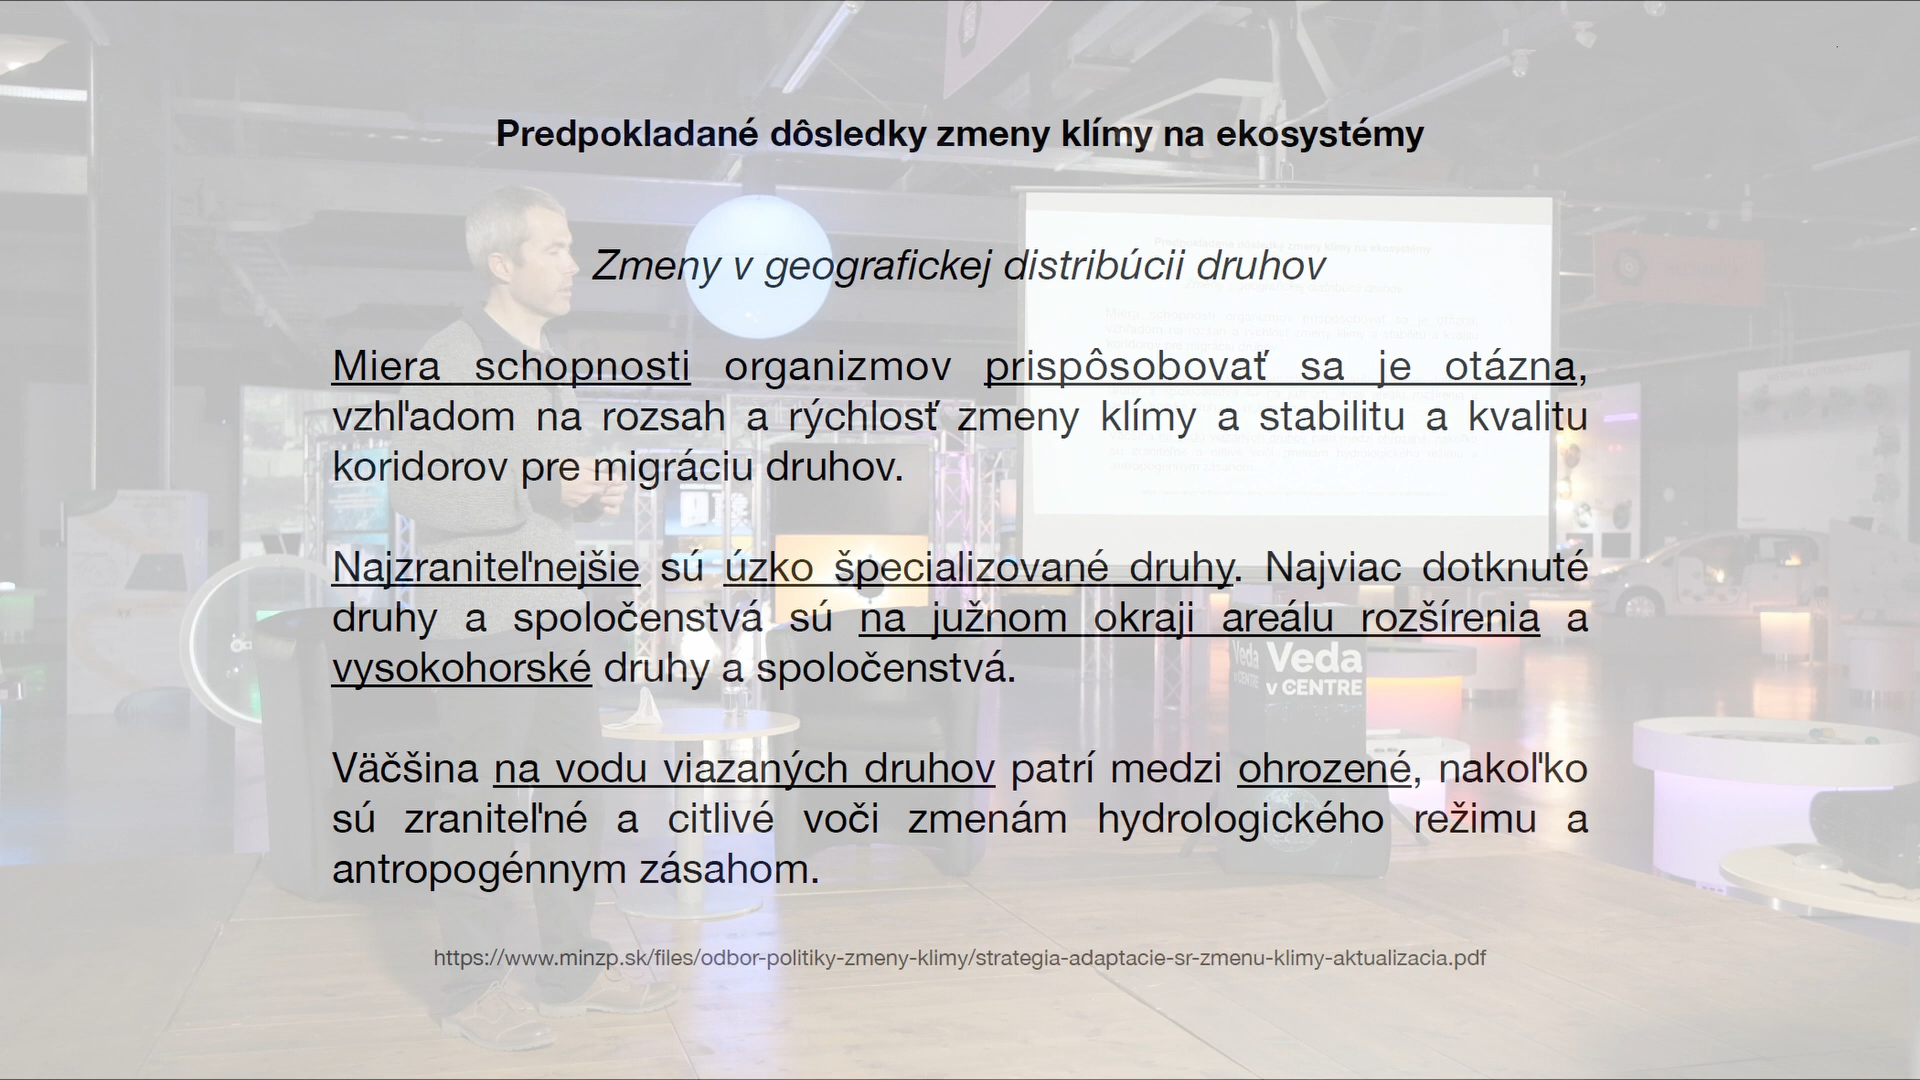 Predpokladané dôsledky zmeny klímy na ekosystémy
Zmeny v geografickej distribúcii druhov
Miera schopnosti organizmov prispôsobovať sa je otázna,
vzhľadom na rozsah a rýchlosť zmeny klímy a stabilitu a kvalitu
koridorov pre migráciu druhov.
Najzraniteľnejšie sú úzko špecializované druhy. Najviac dotknuté
druhy a spoločenstvá sú na južnom okraji areálu rozšírenia a
vysokohorské druhy a spoločenstvá.
Veda
v CENTRE
Väčšina na vodu viazaných druhov patrí medzi ohrozené, nakoľko
sú zraniteľné a citlivé voči zmenám hydrologického režimu a
antropogénnym zásahom.
https://www.minzp.sk/files/odbor-politiky-zmeny-klimy/strategia-adaptacie-sr-zmenu-klimy-aktualizacia.pdf